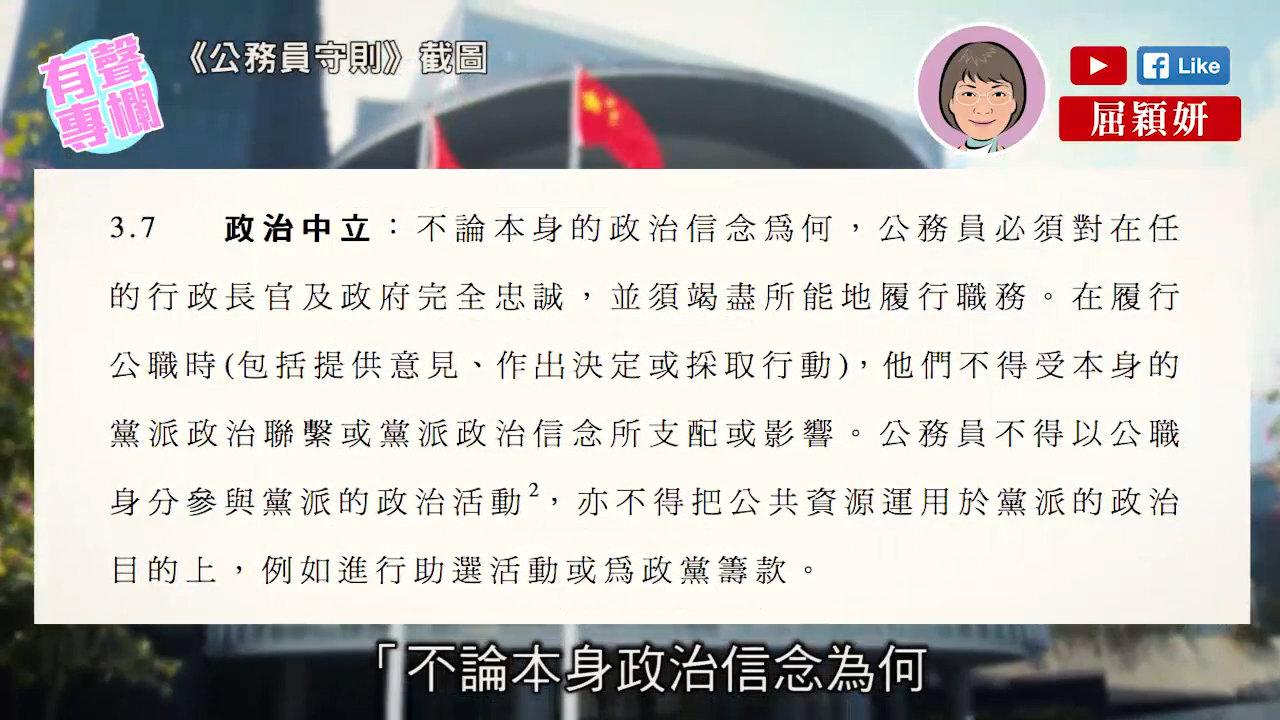 有聲
專欄
《公務員守則》截圖
Like
屈穎妍
3.7 政治中立：不論本身的政治信念爲何，公務員必須對在任
的行政長官及政府完全忠誠，並須竭盡所能地履行職務。在履行
公職時(包括提供意見、作出決定或採取行動)，他們不得受本身的
黨派政治聯繫或黨派政治信念所支配或影響。公務員不得以公職
身分參與黨派的政治活動2，亦不得把公共資源運用於黨派的政治
目的上，例如進行助選活動或爲政黨籌款。
「不論本身政治信念為何